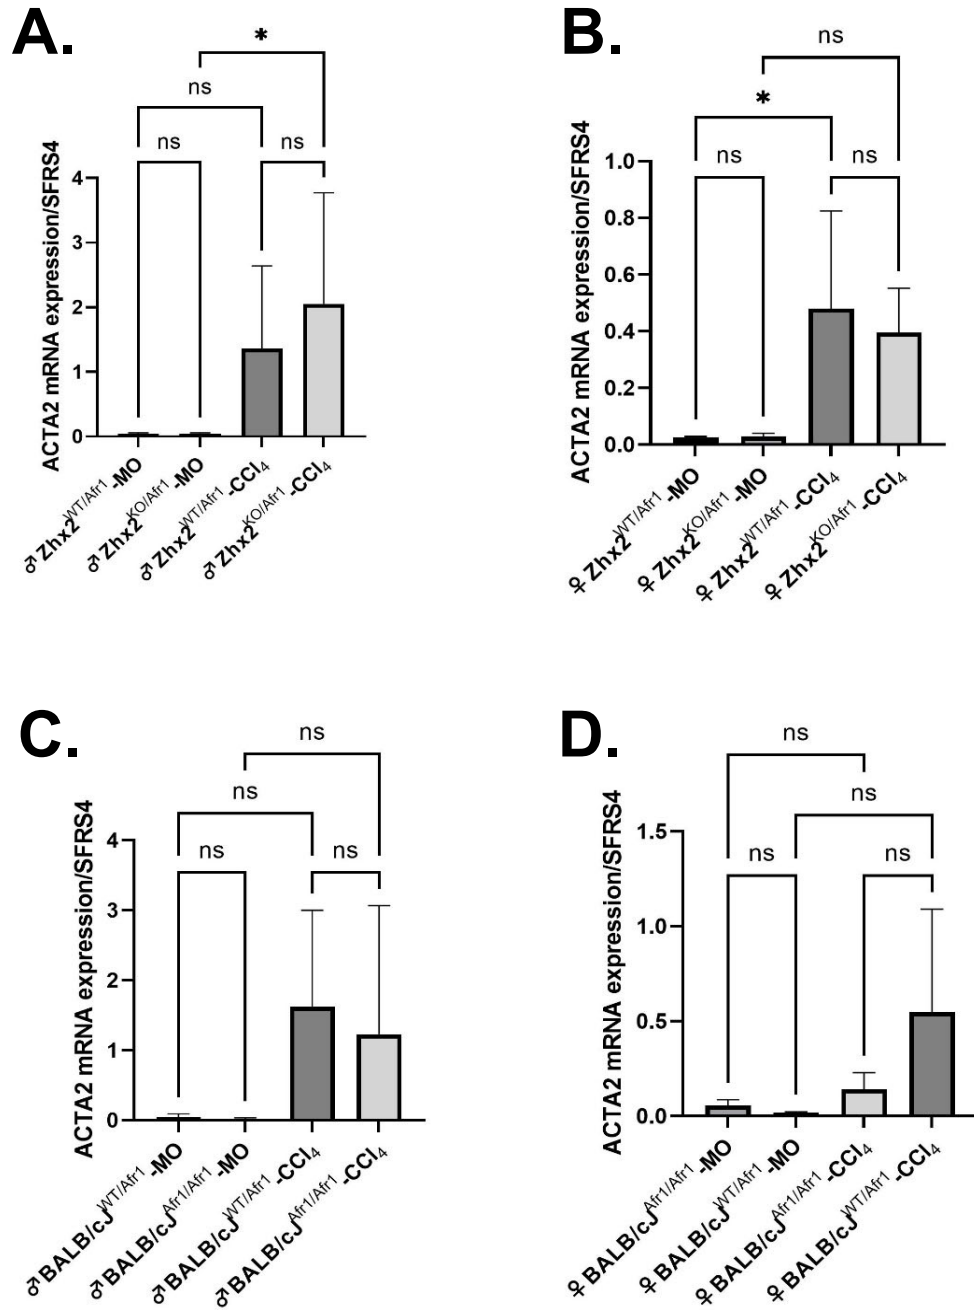 A.
*
ns
ns
ns
ACTA2 mRNA expression/SFRS4
4
3
2
1
0
♂Zhx2WT/Afr1 -MO
♂Zhx2KO/Afr1 -MO
♂Zhx2WT/Afr1 -CCl4
♂Zhx2KO/Afr1 -CCl4
B.
ns
*
ns
ns
ACTA2 mRNA expression/SFRS4
1.0
0.8
0.6
0.4
0.2
0.0
♀Zhx2WT/Afr1 -MO
♀Zhx2KO/Afr1 -MO
♀Zhx2WT/Afr1 -CCl4
♀Zhx2KO/Afr1 -CCl4
C.
ns
ns
ns
ns
ACTA2 mRNA expression/SFRS4
4
3
2
1
0
♂BALB/cJWT/Afr1 -MO
♂BALB/cJAfr1/Afr1 -MO
♂BALB/cJWT/Afr1 -CCl4
♂BALB/cJAfr1/Afr1 -CCl4
D.
ns
ns
ns
ns
ACTA2 mRNA expression/SFRS4
1.5
1.0
0.5
0.0
♀BALB/cJAfr1/Afr1 -MO
♀BALB/cJWT/Afr1 -MO
♀BALB/cJAfr1/Afr1 -CCl4
♀BALB/cJWT/Afr1 -CCl4